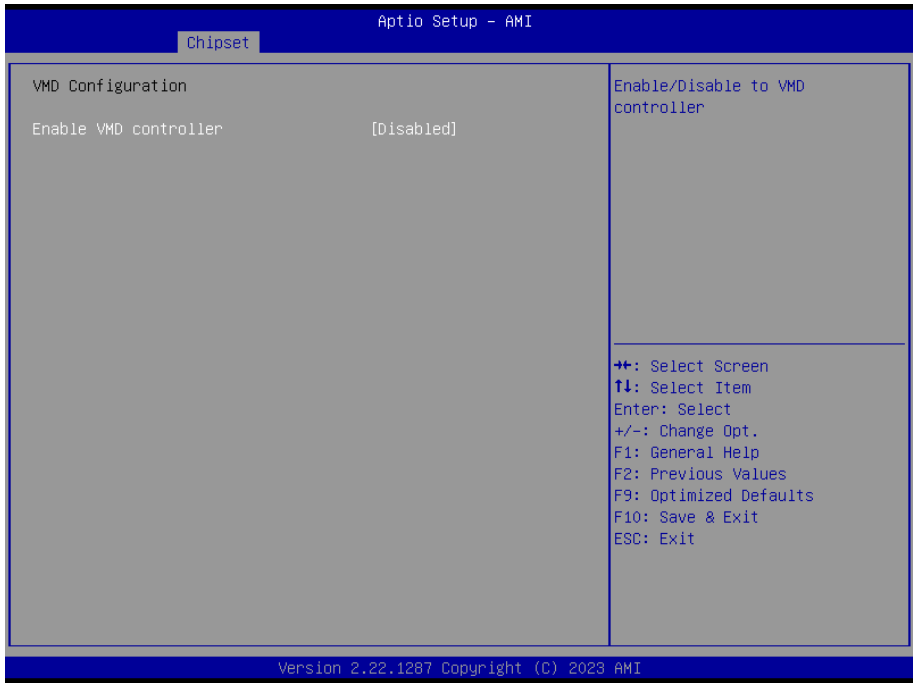 Aptio Setup – AMI
Chipset
VMD Configuration
Enable VMD controller [Disabled]
Enable/Disable to VMD
controller
→←: Select Screen
↑↓: Select Item
Enter: Select
+/-: Change Opt.
F1: General Help
F2: Previous Values
F9: Optimized Defaults
F10: Save & Exit
ESC: Exit
Version 2.22.1287 Copyright (C) 2023 AMI